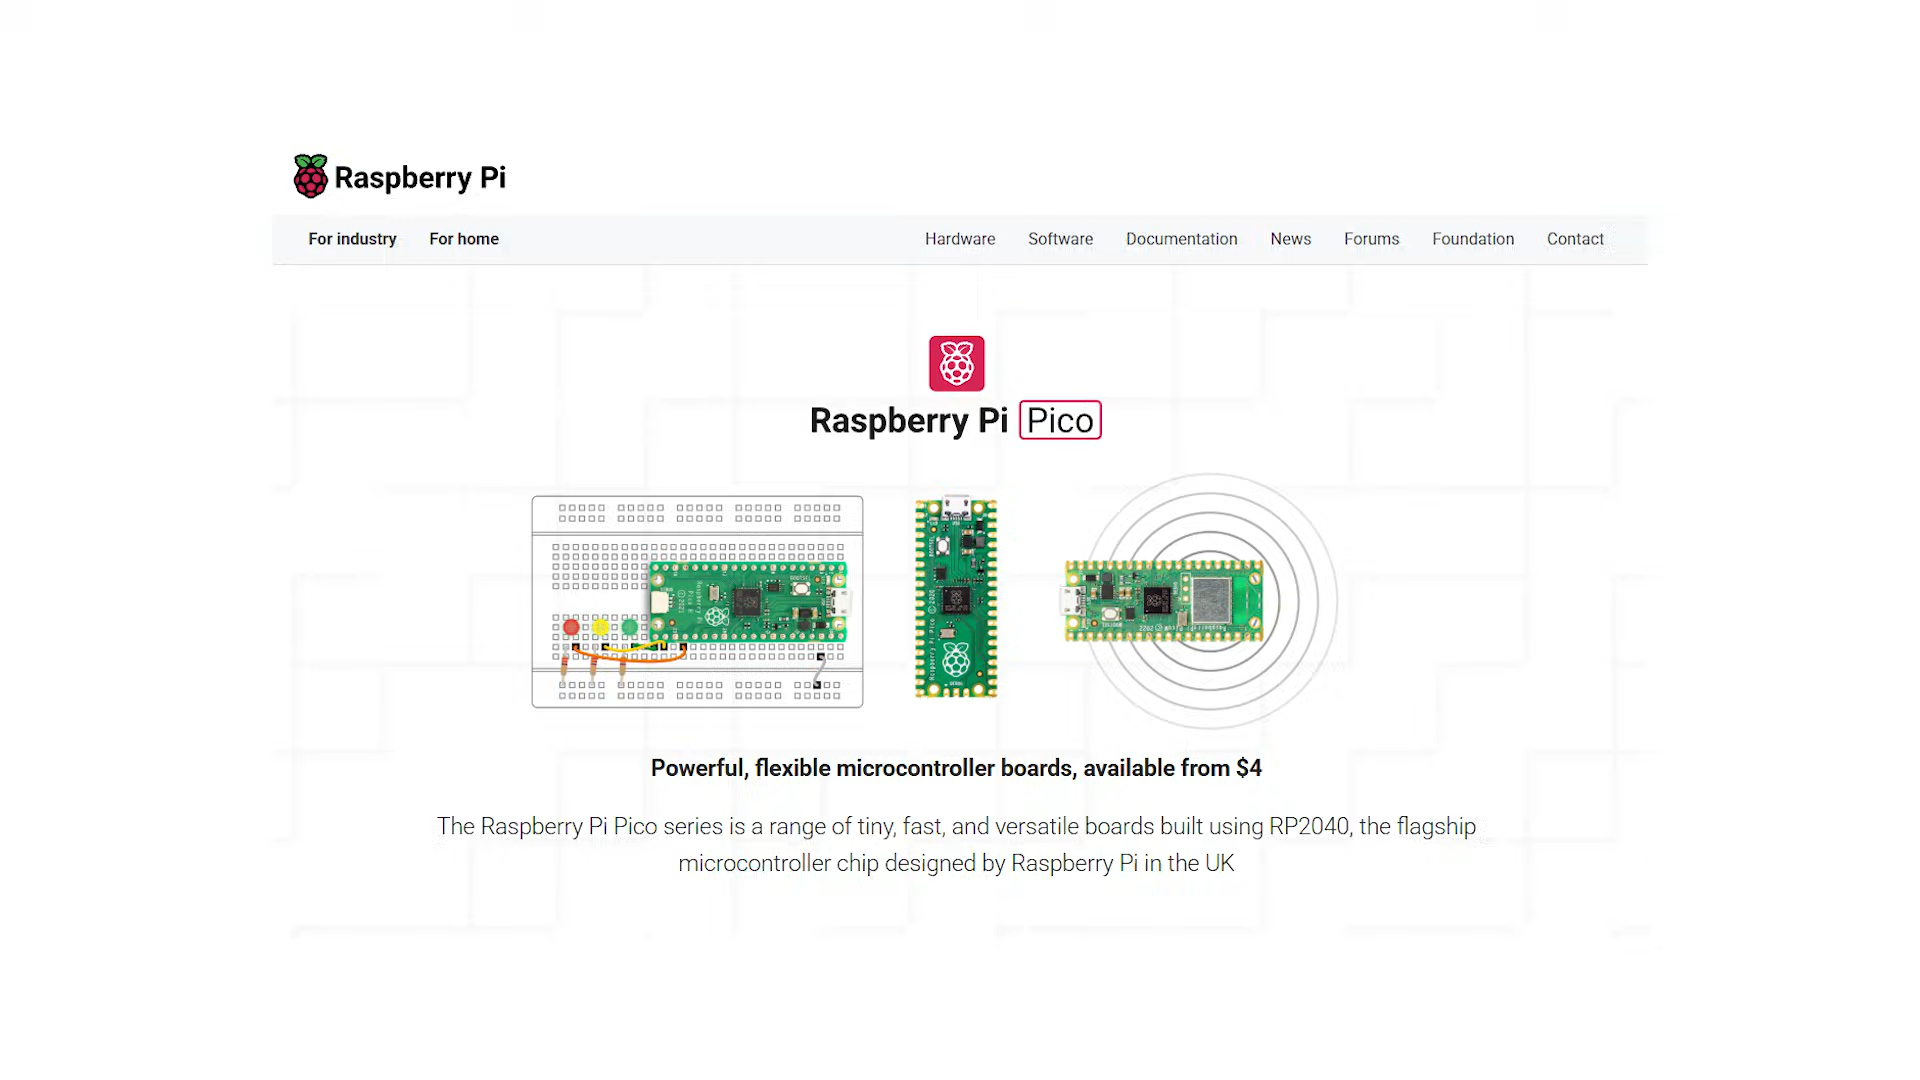 Raspberry Pi
For industry For home Hardware Software Documentation News Forums Foundation Contact
Raspberry Pi Pico
Powerful, flexible microcontroller boards, available from $4
The Raspberry Pi Pico series is a range of tiny, fast, and versatile boards built using RP2040, the flagship
microcontroller chip designed by Raspberry Pi in the UK